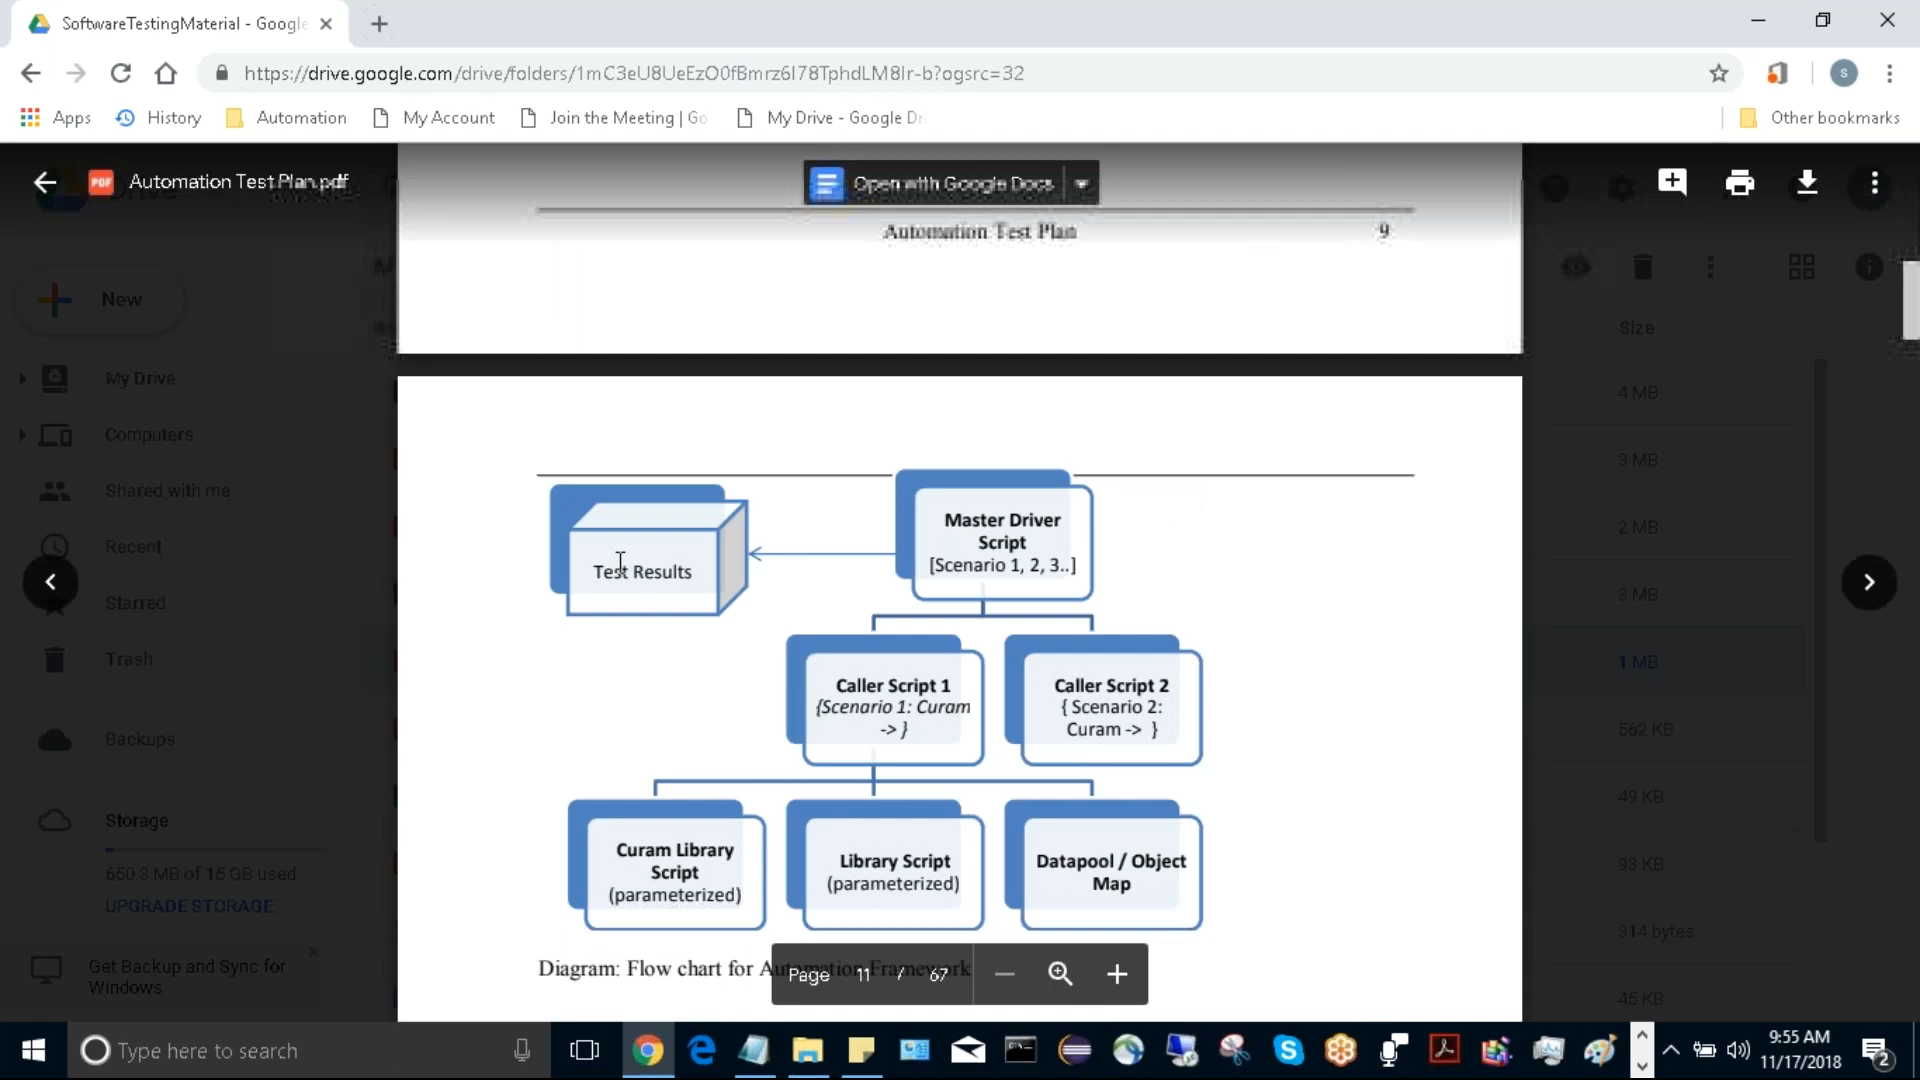 SoftwareTestingMaterial - Google
https://drive.google.com/drive/folders/1mC3eU8UeEzO0fBmrz6I78TphdLM8Ir-b?ogsrc=32
Apps
History
Automation
My Account
Join the Meeting | Go
My Drive - Google Dr
Other bookmarks
PDF
Automation Test Plan.pdf
Open with Google Docs
Automation Test Plan 9
New
Size
My Drive
4 MB
Computers
3 MB
Shared with me
2 MB
Recent
3 MB
Starred
1 MB
Trash
562 KB
Backups
49 KB
Storage
93 KB
650.3 MB of 15 GB used
UPGRADE STORAGE
314 bytes
Get Backup and Sync for
Windows
45 KB
Test Results
Master Driver
Script
[Scenario 1, 2, 3..]
Caller Script 1
{Scenario 1: Curam
-> }
Caller Script 2
{ Scenario 2:
Curam -> }
Curam Library
Script
(parameterized)
Library Script
(parameterized)
Datapool / Object
Map
Diagram: Flow chart for Automation Framework
Page 11 / 67
Type here to search
9:55 AM
11/17/2018
2